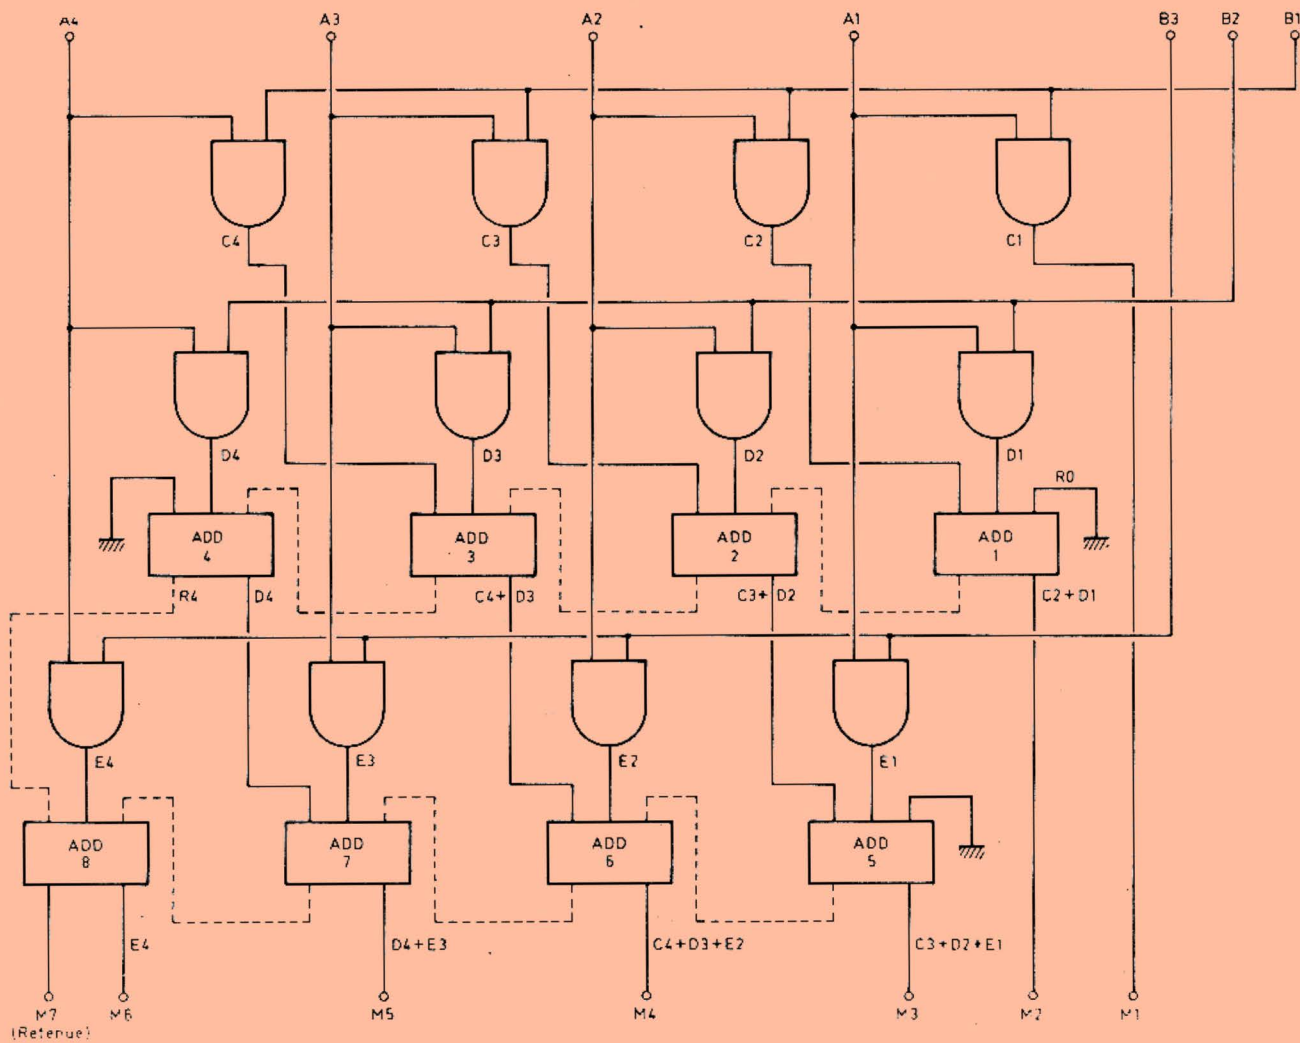 A4 A3 A2 A1 B3 B2 B1
C4 C3 C2 C1
D4 D3 D2 D1
R0
ADD ADD ADD ADD
4 3 2 1
R4 D4 C4+D3 C3+D2 C2+D1
E4 E3 E2 E1
ADD ADD ADD ADD
8 7 6 5
E4 D4+E3 C4+D3+E2 C3+D2+E1
M7 M6 M5 M4 M3 M2 M1
(Retenue)